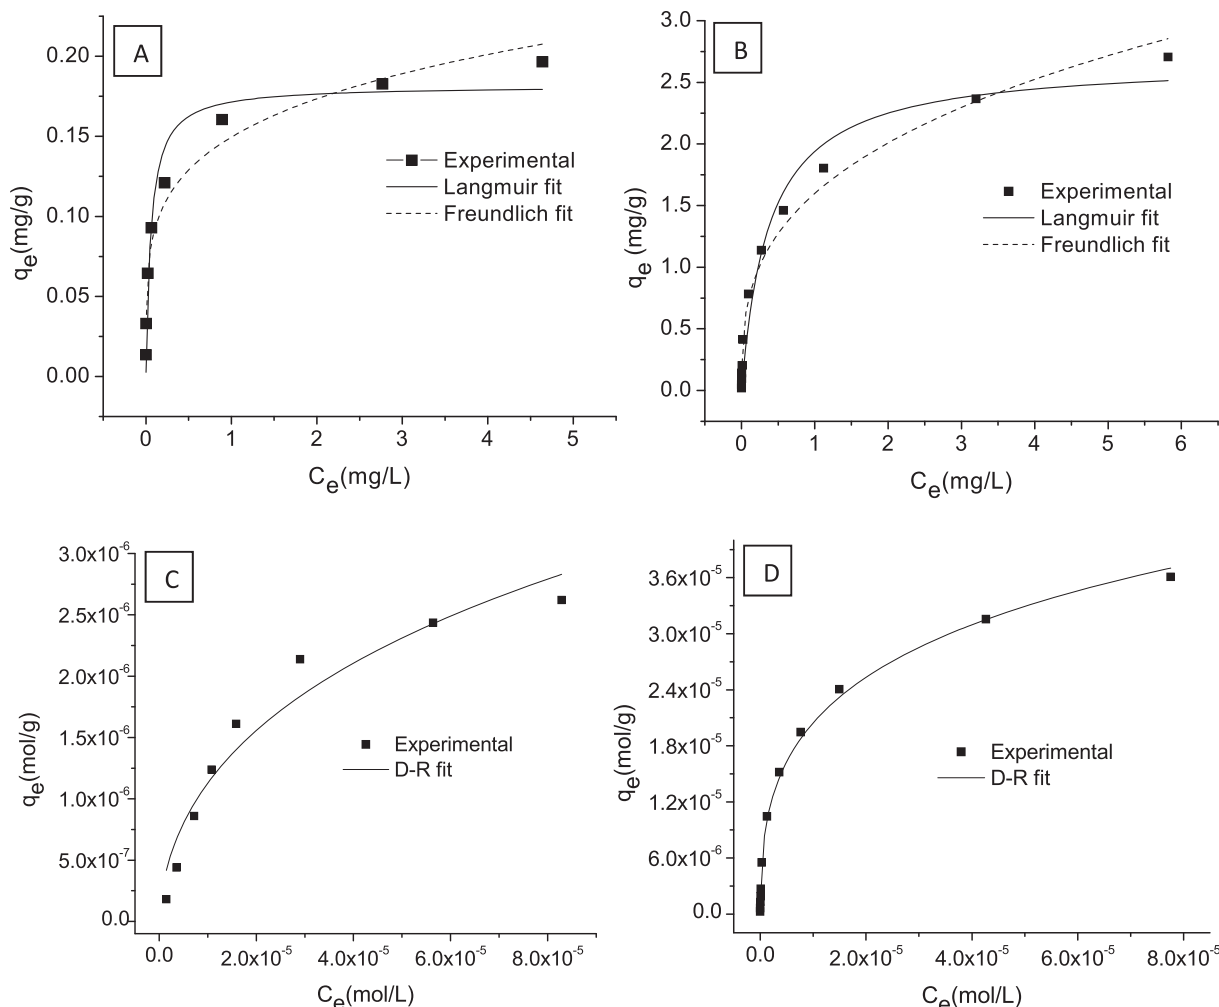 A
0.20
0.15
0.10
0.05
0.00
qe(mg/g)
Experimental
Langmuir fit
Freundlich fit
0 1 2 3 4 5
Ce(mg/L)
B
3.0
2.5
2.0
1.5
1.0
0.5
0.0
qe (mg/g)
Experimental
Langmuir fit
Freundlich fit
0 1 2 3 4 5 6
Ce(mg/L)
C
3.0x10⁻⁶
2.5x10⁻⁶
2.0x10⁻⁶
1.5x10⁻⁶
1.0x10⁻⁶
5.0x10⁻⁷
0.0
qe(mol/g)
Experimental
D-R fit
0.0 2.0x10⁻⁵ 4.0x10⁻⁵ 6.0x10⁻⁵ 8.0x10⁻⁵
Ce(mol/L)
D
3.6x10⁻⁵
3.0x10⁻⁵
2.4x10⁻⁵
1.8x10⁻⁵
1.2x10⁻⁵
6.0x10⁻⁶
0.0
qe(mol/g)
Experimental
D-R fit
0.0 2.0x10⁻⁵ 4.0x10⁻⁵ 6.0x10⁻⁵ 8.0x10⁻⁵
Ce(mol/L)